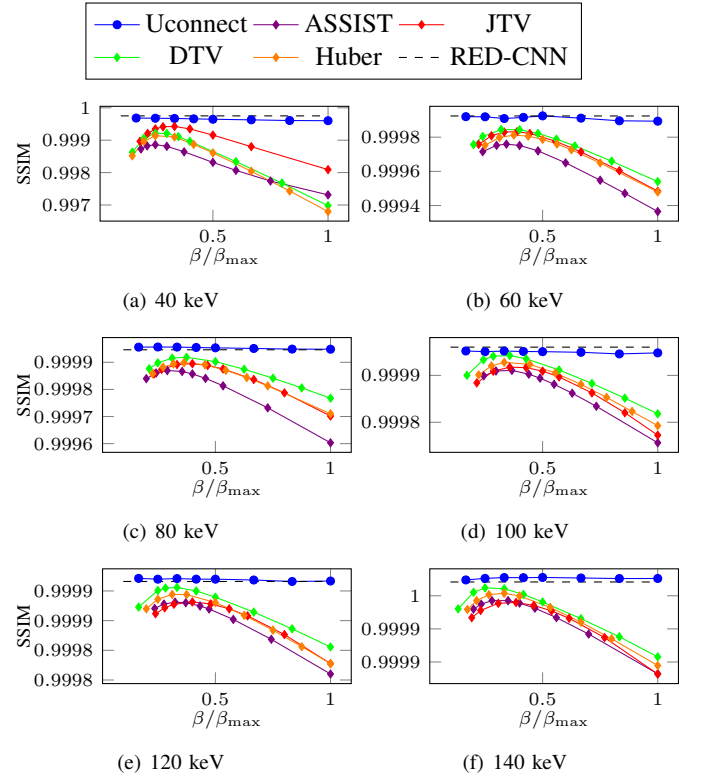 Uconnect ASSIST JTV
DTV Huber RED-CNN
1
0.999
0.998
0.997
SSIM
0.5 1
β/βmax
(a) 40 keV
0.9998
0.9996
0.9994
0.5 1
β/βmax
(b) 60 keV
0.9999
0.9998
0.9997
0.9996
SSIM
0.5 1
β/βmax
(c) 80 keV
0.9999
0.9998
0.5 1
β/βmax
(d) 100 keV
0.9999
0.9999
0.9998
0.9998
SSIM
0.5 1
β/βmax
(e) 120 keV
1
0.9999
0.9999
0.5 1
β/βmax
(f) 140 keV